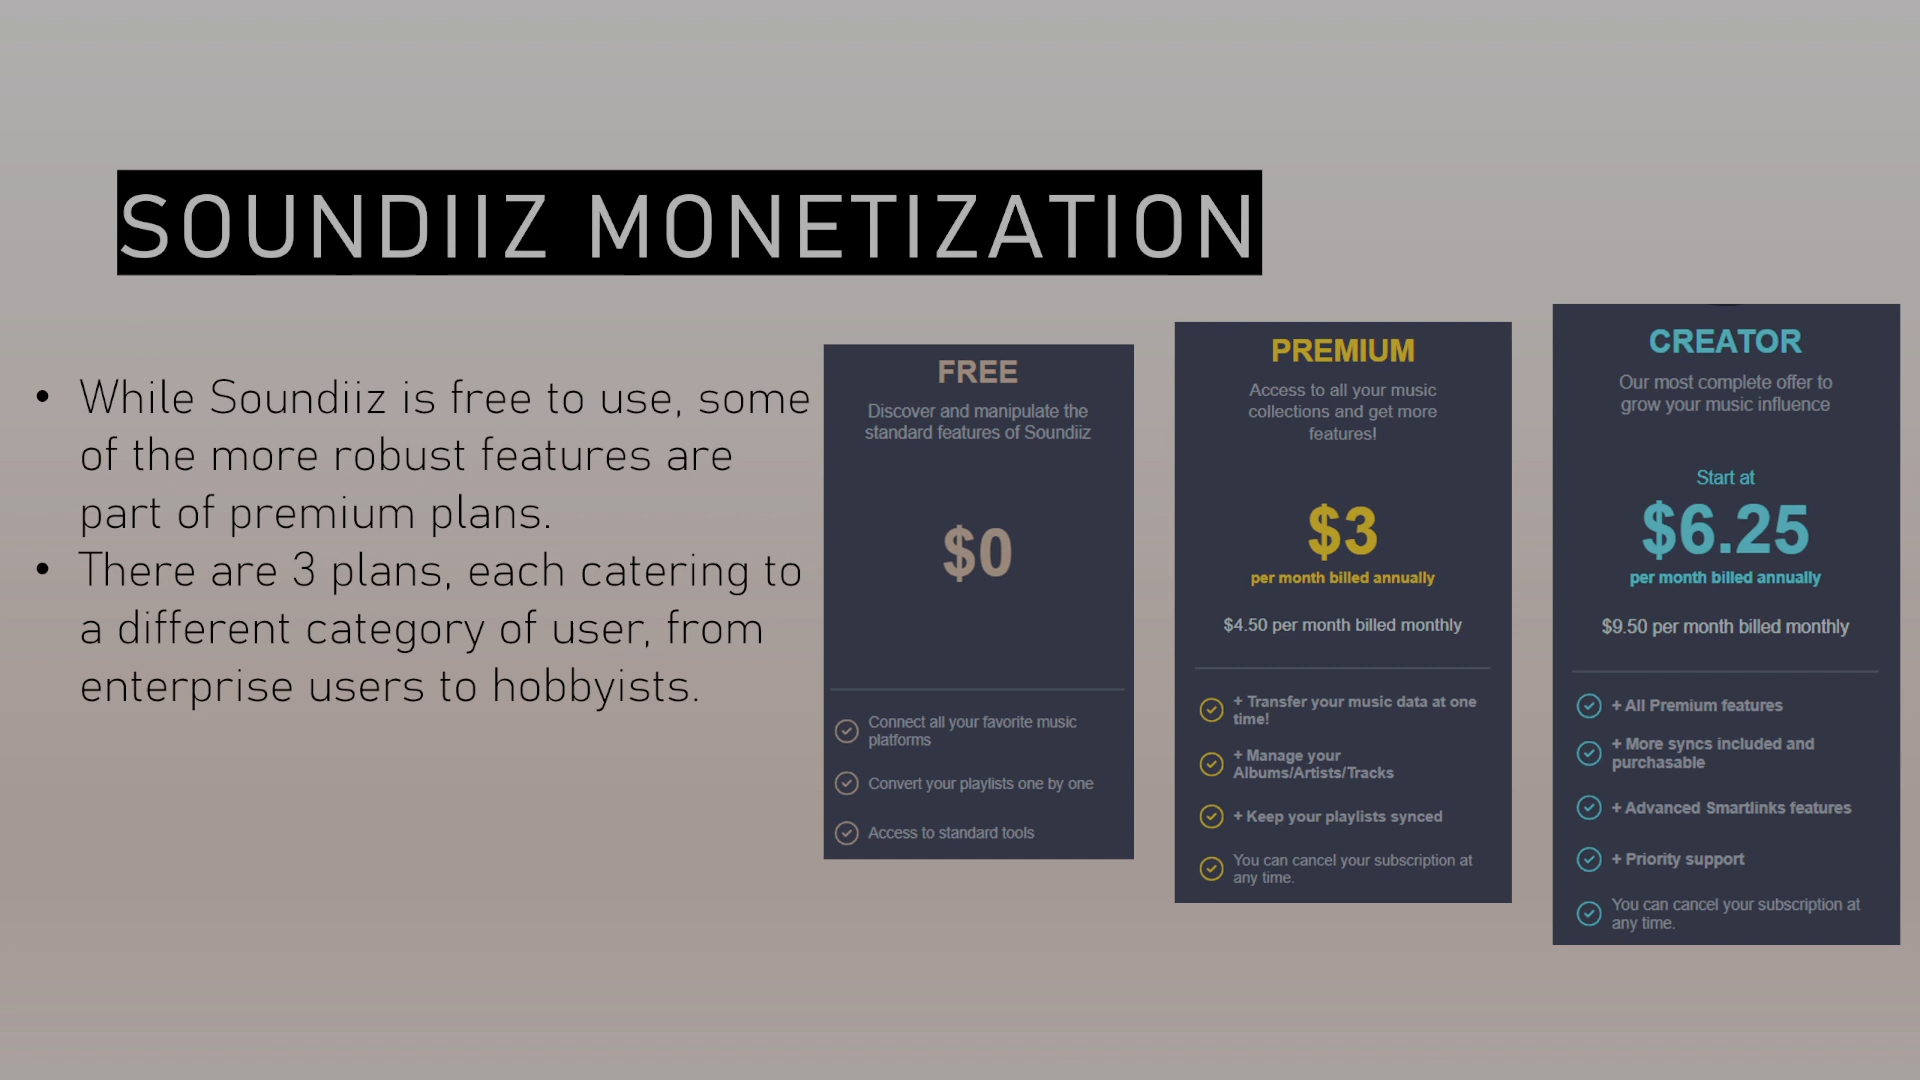 SOUNDIIZ MONETIZATION
• While Soundiiz is free to use, some
of the more robust features are
part of premium plans.
• There are 3 plans, each catering to
a different category of user, from
enterprise users to hobbyists.
FREE
Discover and manipulate the
standard features of Soundiiz
$0
Connect all your favorite music
platforms
Convert your playlists one by one
Access to standard tools
PREMIUM
Access to all your music
collections and get more
features!
$3
per month billed annually
$4.50 per month billed monthly
+ Transfer your music data at one
time!
+ Manage your
Albums/Artists/Tracks
+ Keep your playlists synced
You can cancel your subscription at
any time.
CREATOR
Our most complete offer to
grow your music influence
Start at
$6.25
per month billed annually
$9.50 per month billed monthly
+ All Premium features
+ More syncs included and
purchasable
+ Advanced Smartlinks features
+ Priority support
You can cancel your subscription at
any time.